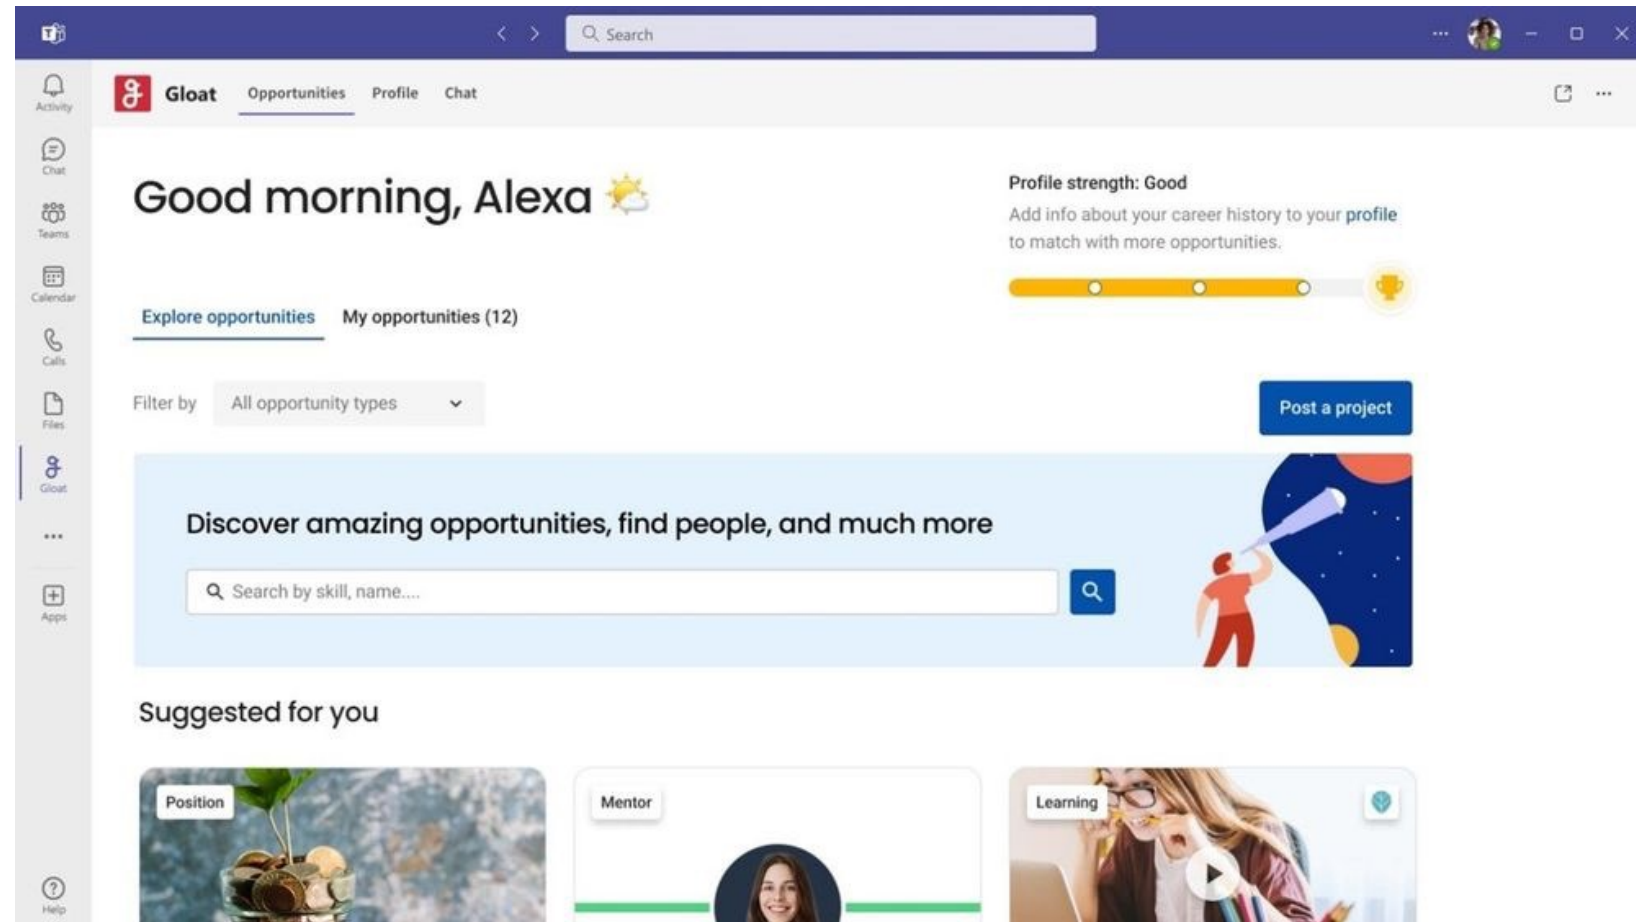 Search
Activity
Chat
Teams
Calendar
Calls
Files
Gloat
Apps
Help
Gloat
Opportunities Profile Chat
Good morning, Alexa
Profile strength: Good
Add info about your career history to your profile
to match with more opportunities.
Explore opportunities My opportunities (12)
Filter by All opportunity types
Post a project
Discover amazing opportunities, find people, and much more
Search by skill, name....
Suggested for you
Position
Mentor
Learning